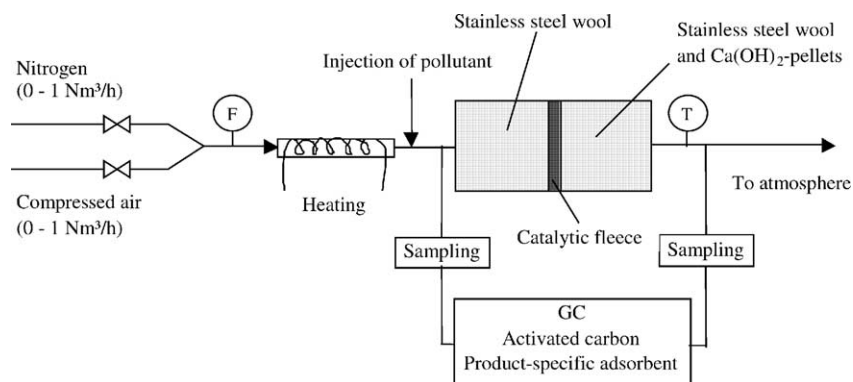 Stainless steel wool
Stainless steel wool
and Ca(OH)₂-pellets
Injection of pollutant
Nitrogen
(0 - 1 Nm³/h)
F
T
Compressed air
(0 - 1 Nm³/h)
Heating
Catalytic fleece
To atmosphere
Sampling
Sampling
GC
Activated carbon
Product-specific adsorbent